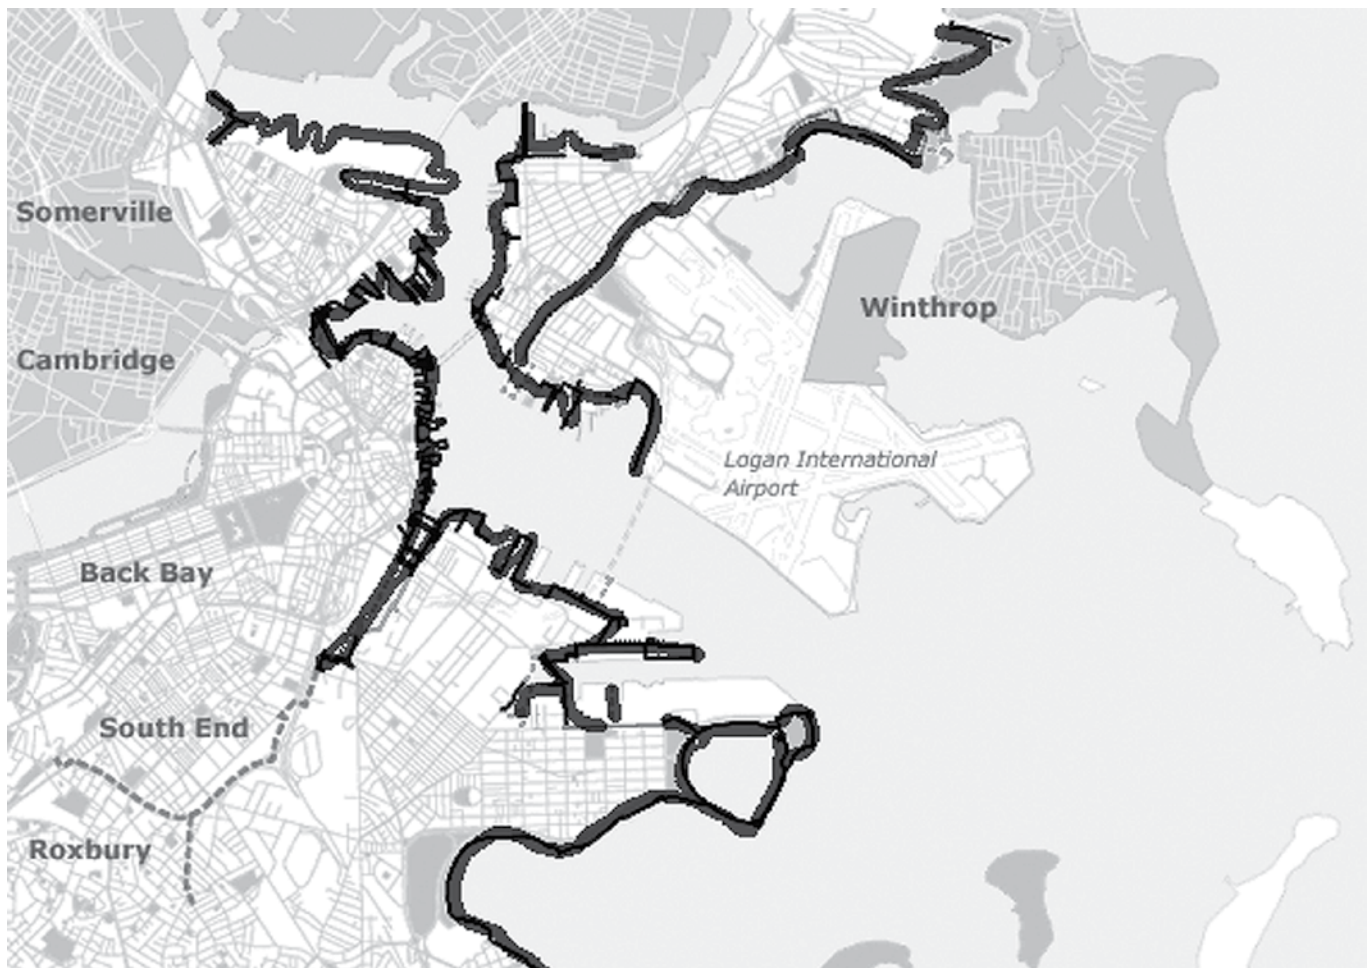 Somerville
Winthrop
Cambridge
Logan International
Airport
Back Bay
South End
Roxbury